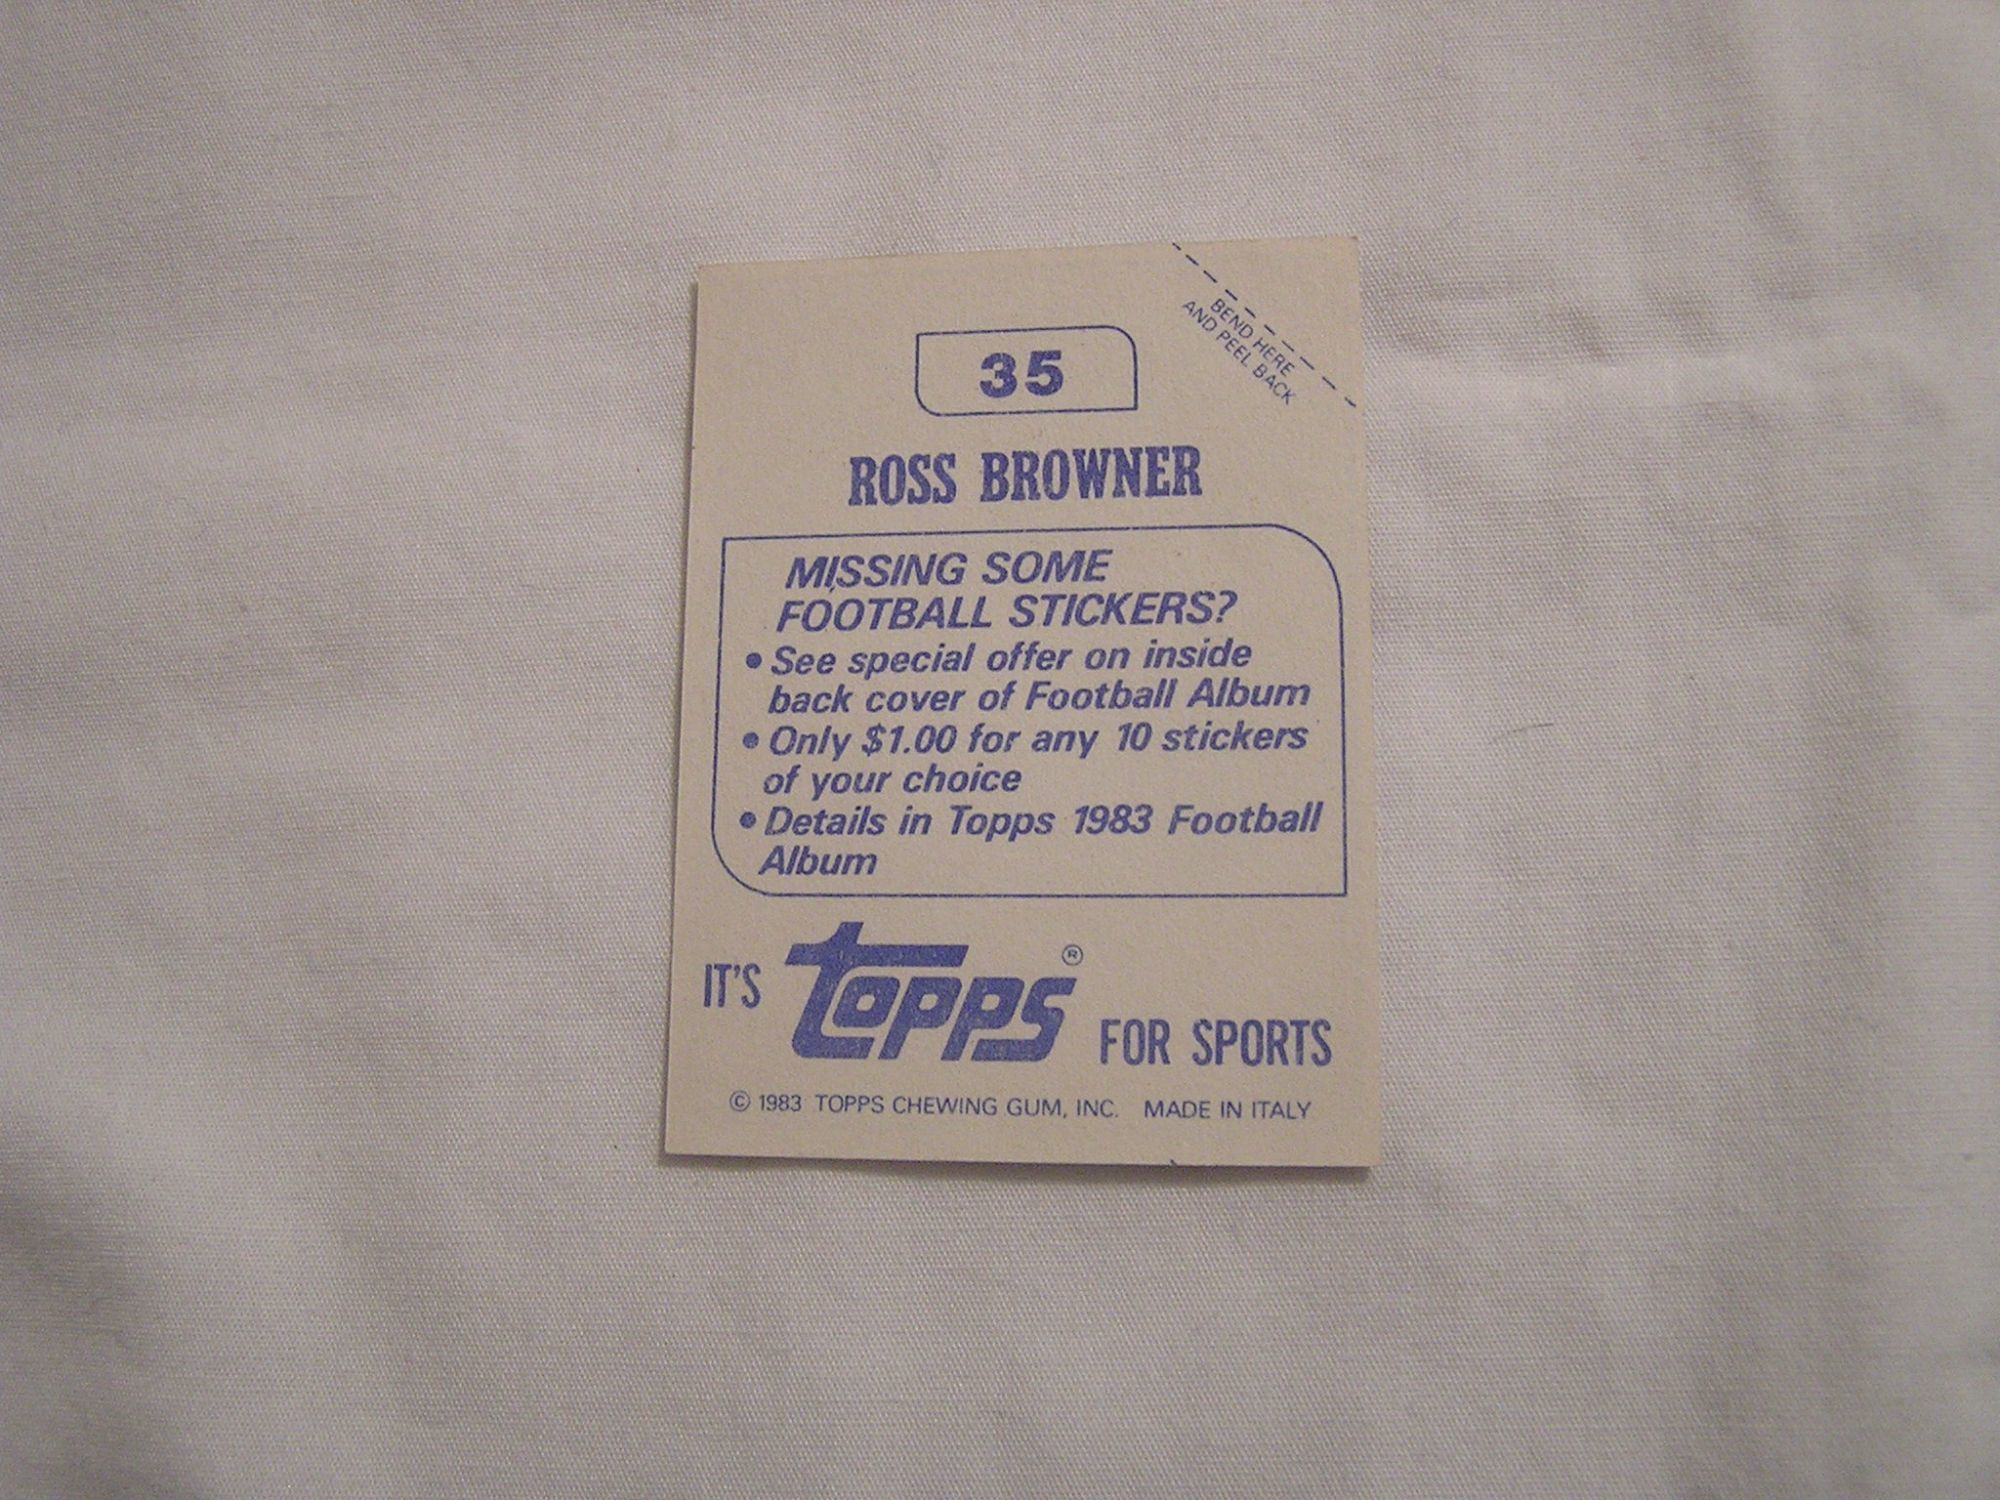 BEND HERE
AND PEEL BACK
35
ROSS BROWNER
MISSING SOME
FOOTBALL STICKERS?
• See special offer on inside
back cover of Football Album
• Only $1.00 for any 10 stickers
of your choice
• Details in Topps 1983 Football
Album
IT'S topps® FOR SPORTS
© 1983 TOPPS CHEWING GUM, INC. MADE IN ITALY